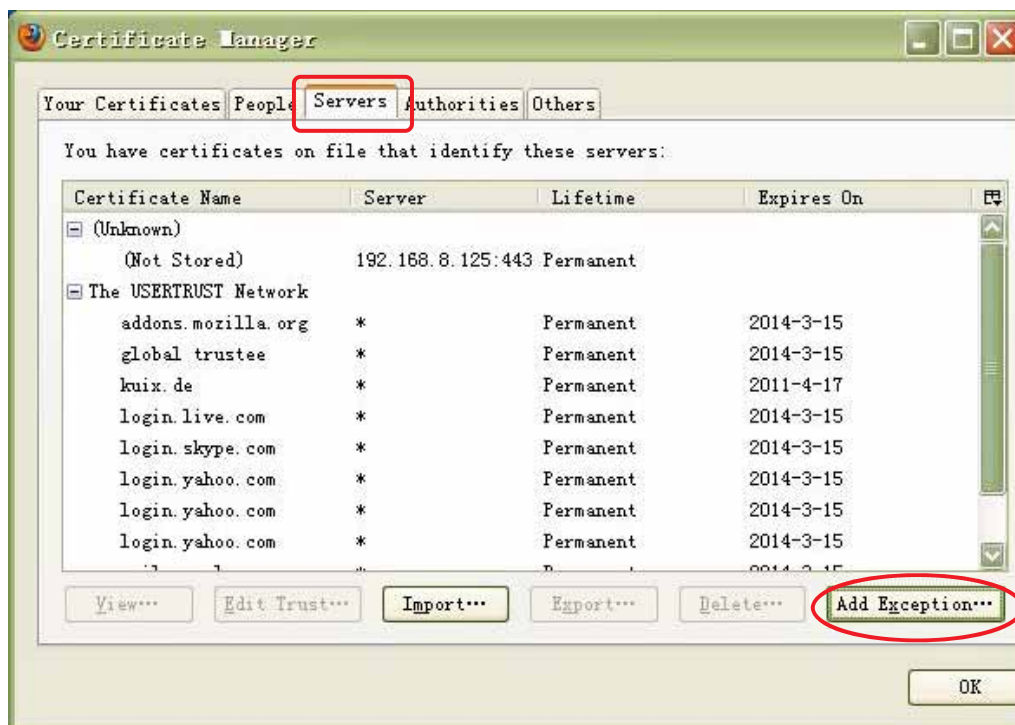 Certificate Manager
Your Certificates People Servers Authorities Others
You have certificates on file that identify these servers:
Certificate Name Server Lifetime Expires On
(Unknown)
(Not Stored) 192.168.8.125:443 Permanent
The USERTRUST Network
addons.mozilla.org * Permanent 2014-3-15
global trustee * Permanent 2014-3-15
kuix.de * Permanent 2011-4-17
login.live.com * Permanent 2014-3-15
login.skype.com * Permanent 2014-3-15
login.yahoo.com * Permanent 2014-3-15
login.yahoo.com * Permanent 2014-3-15
login.yahoo.com * Permanent 2014-3-15
View… Edit Trust… Import… Export… Delete… Add Exception…
OK